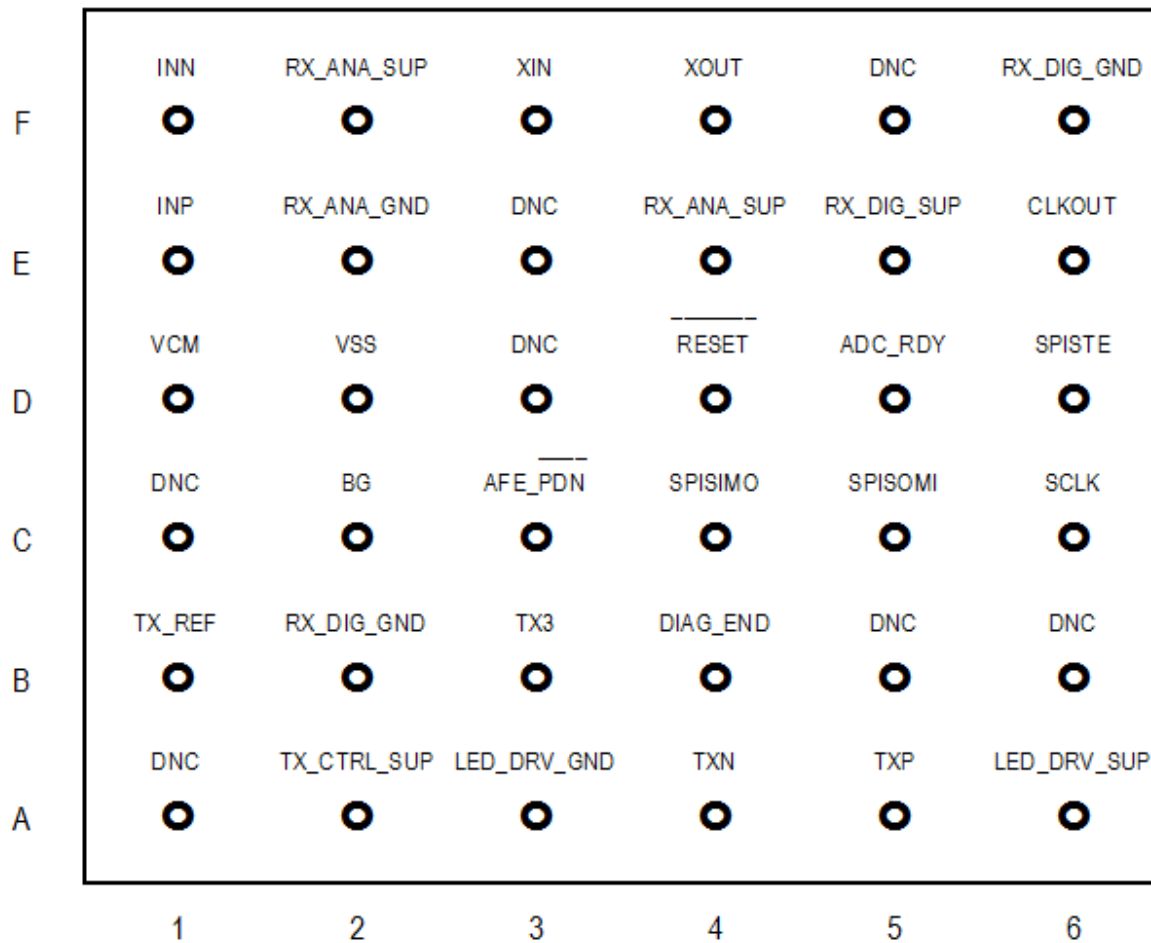 INN RX_ANA_SUP XIN XOUT DNC RX_DIG_GND
F
INP RX_ANA_GND DNC RX_ANA_SUP RX_DIG_SUP CLKOUT
E
VCM VSS DNC RESET ADC_RDY SPISTE
D
DNC BG AFE_PDN SPISIMO SPISOMI SCLK
C
TX_REF RX_DIG_GND TX3 DIAG_END DNC DNC
B
DNC TX_CTRL_SUP LED_DRV_GND TXN TXP LED_DRV_SUP
A
1 2 3 4 5 6